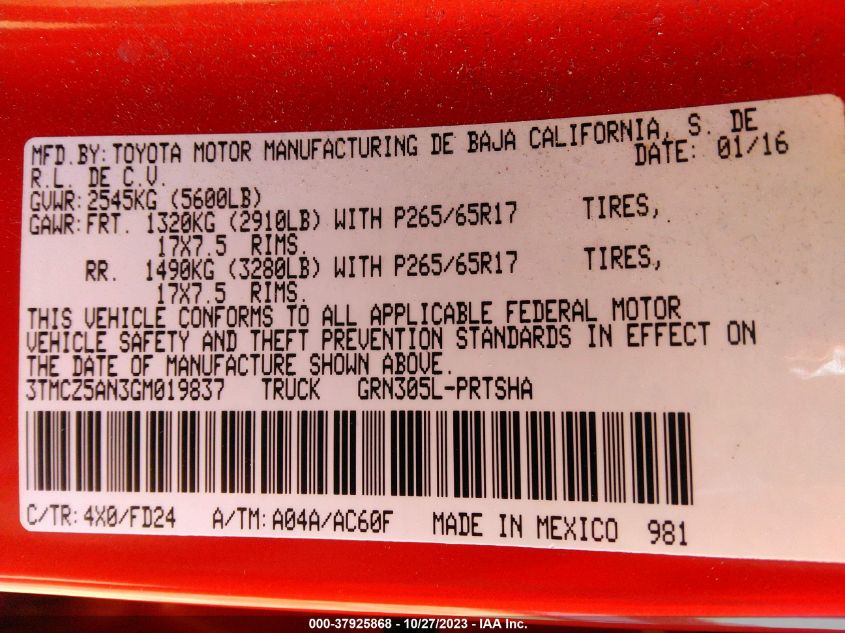 MFD.BY: TOYOTA MOTOR MANUFACTURING DE BAJA CALIFORNIA, S. DE
R.L. DE C.V. DATE: 01/16
GVWR: 2545KG (5600LB)
GAWR: FRT. 1320KG (2910LB) WITH P265/65R17 TIRES,
17X7.5 RIMS.
RR. 1490KG (3280LB) WITH P265/65R17 TIRES,
17X7.5 RIMS.
THIS VEHICLE CONFORMS TO ALL APPLICABLE FEDERAL MOTOR
VEHICLE SAFETY AND THEFT PREVENTION STANDARDS IN EFFECT ON
THE DATE OF MANUFACTURE SHOWN ABOVE.
3TMCZ5AN3GM019837 TRUCK GRN305L-PRTSHA
C/TR: 4X0/FD24 A/TM: A04A/AC60F MADE IN MEXICO 981
000-37925868 - 10/27/2023 - IAA Inc.